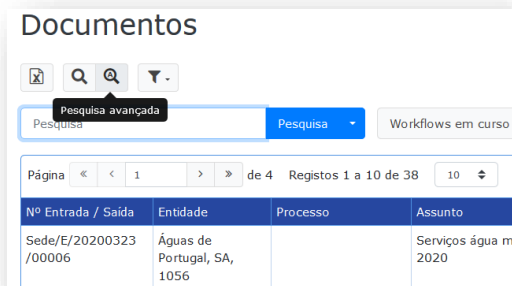 Documentos
Pesquisa avançada
Pesquisa
Pesquisa
Workflows em curso
Página « ‹ 1 › » de 4 Registos 1 a 10 de 38 10
Nº Entrada / Saída Entidade Processo Assunto
Sede/E/20200323 Águas de Serviços água m
/00006 Portugal, SA, 2020
1056